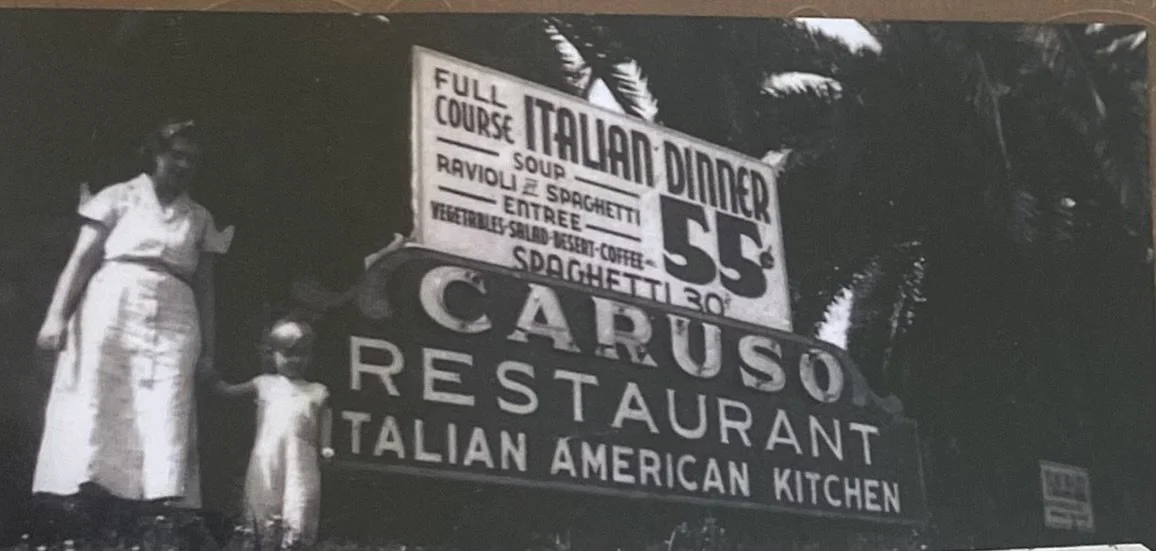 FULL COURSE ITALIAN DINNER
SOUP
RAVIOLI or SPAGHETTI
ENTREE
VEGETABLES-SALAD-DESERT-COFFEE
55¢
SPAGHETTI 30¢
CARUSO
RESTAURANT
ITALIAN AMERICAN KITCHEN